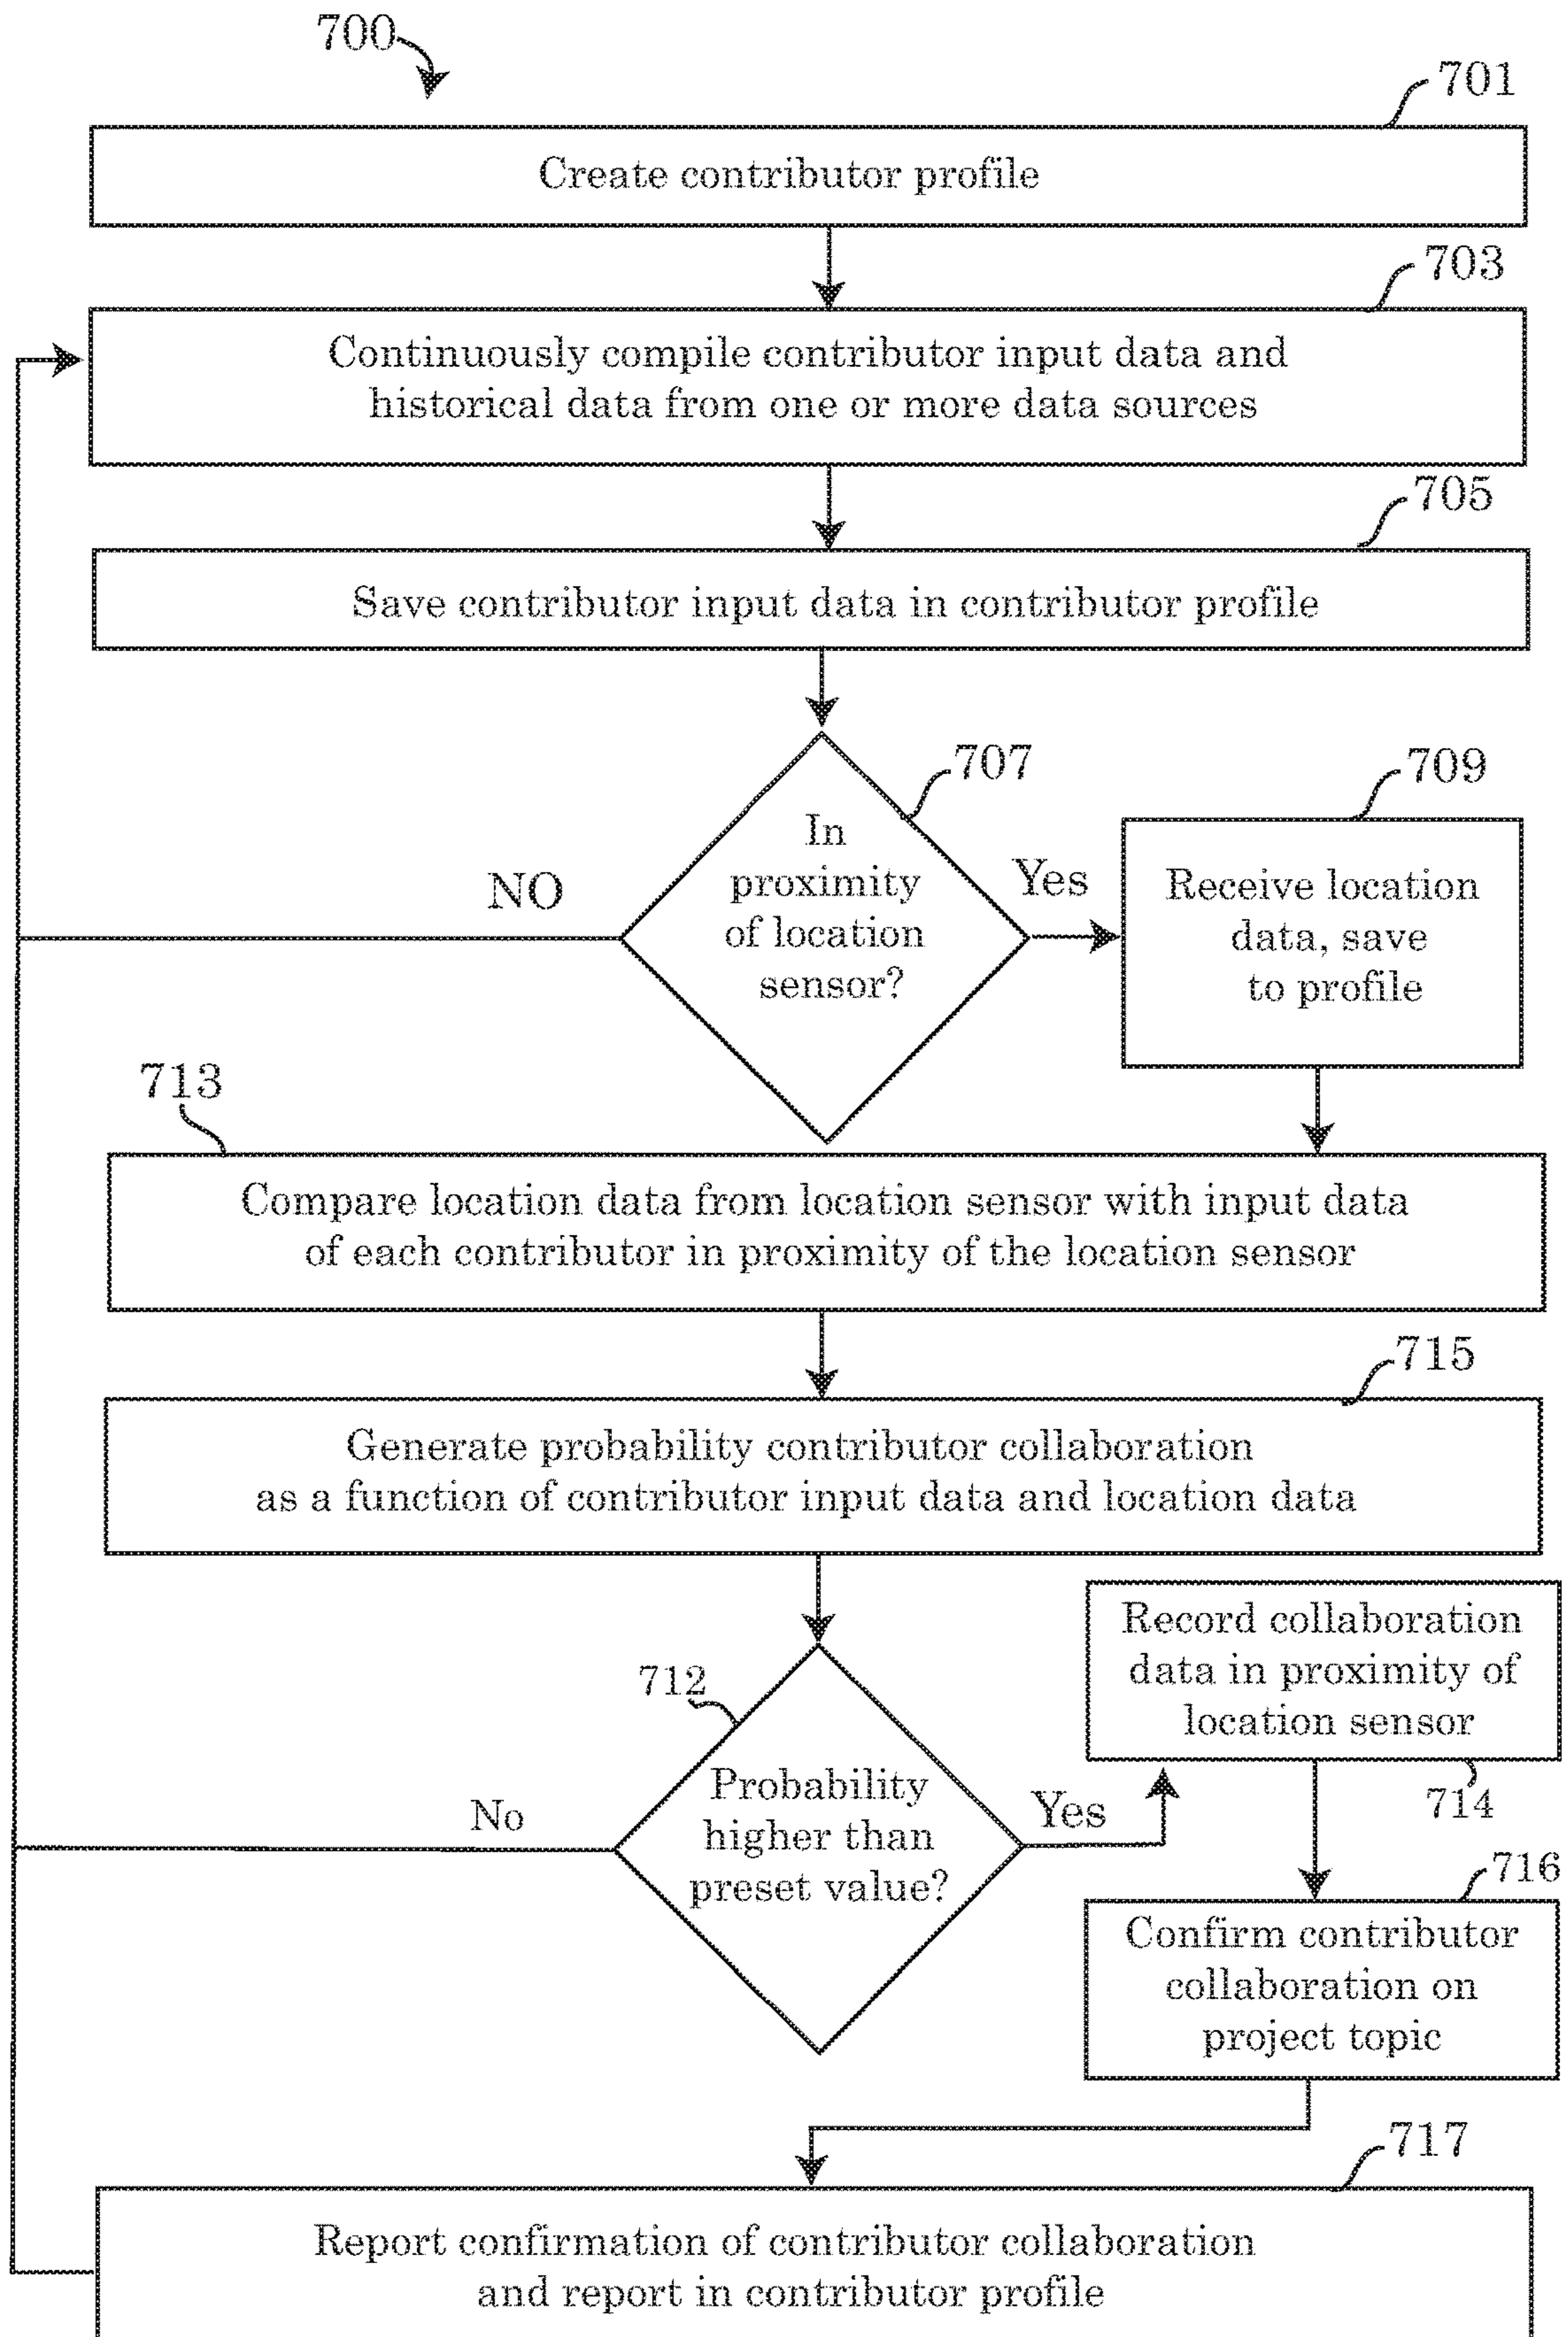 700
701
Create contributor profile
703
Continuously compile contributor input data and
historical data from one or more data sources
705
Save contributor input data in contributor profile
707
In
proximity
of location
sensor?
NO
Yes
709
Receive location
data, save
to profile
713
Compare location data from location sensor with input data
of each contributor in proximity of the location sensor
715
Generate probability contributor collaboration
as a function of contributor input data and location data
712
Probability
higher than
preset value?
No
Yes
Record collaboration
data in proximity of
location sensor
714
716
Confirm contributor
collaboration on
project topic
717
Report confirmation of contributor collaboration
and report in contributor profile